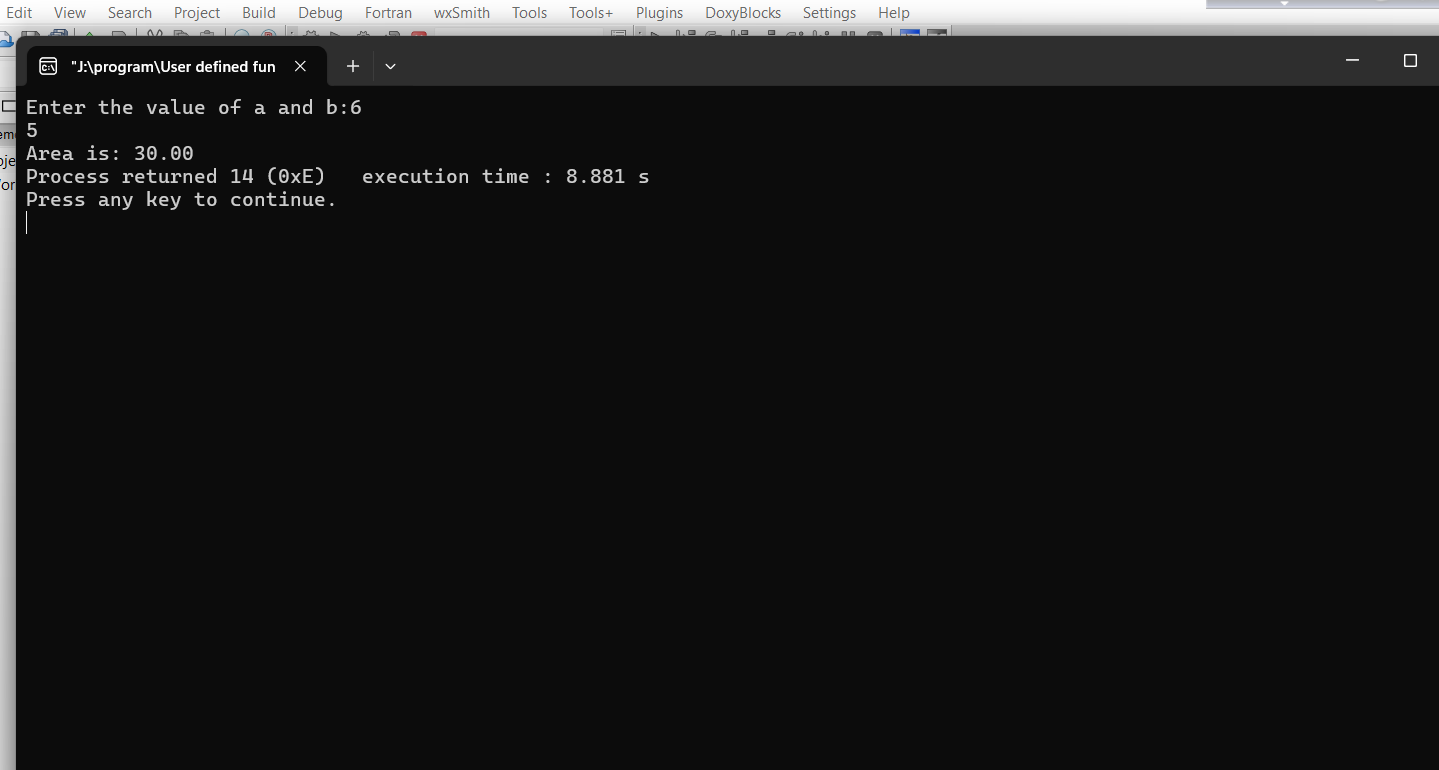 Edit View Search Project Build Debug Fortran wxSmith Tools Tools+ Plugins DoxyBlocks Settings Help
"J:\program\User defined fun
Enter the value of a and b:6
5
Area is: 30.00
Process returned 14 (0xE)   execution time : 8.881 s
Press any key to continue.